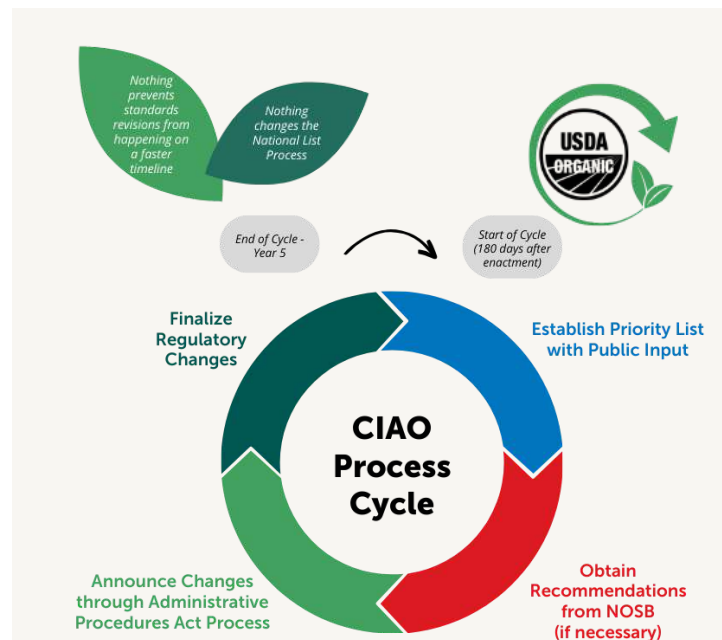 Nothing
prevents
standards
revisions from
happening on
a faster
timeline
Nothing
changes the
National List
Process
USDA
ORGANIC
End of Cycle -
Year 5
Start of Cycle
(180 days after
enactment)
Finalize
Regulatory
Changes
Establish Priority List
with Public Input
CIAO
Process
Cycle
Announce Changes
through Administrative
Procedures Act Process
Obtain
Recommendations
from NOSB
(if necessary)